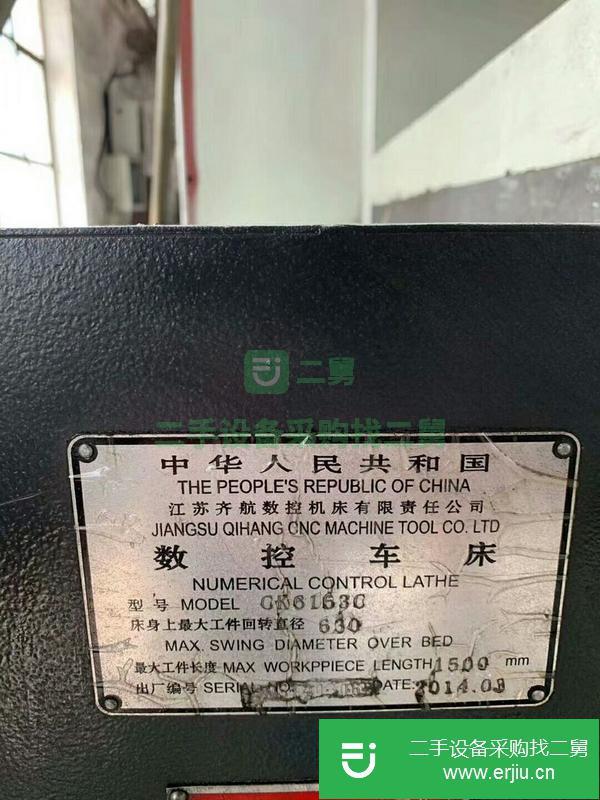 二舅
二手设备采购找二舅
中华人民共和国
THE PEOPLE'S REPUBLIC OF CHINA
江苏齐航数控机床有限责任公司
JIANGSU QIHANG CNC MACHINE TOOL CO. LTD
数控车床
NUMERICAL CONTROL LATHE
型号 MODEL CK6163C
床身上最大工件回转直径 630
MAX. SWING DIAMETER OVER BED
最大工件长度 MAX WORKPPIECE LENGTH 1500 mm
出厂编号 SERIAL NO. DATE 2014.03
二手设备采购找二舅
www.erjiu.cn